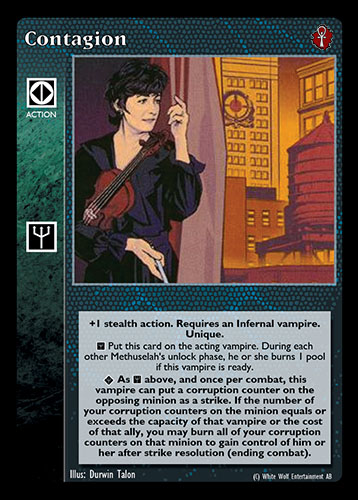 Contagion
ACTION
+1 stealth action. Requires an Infernal vampire.
Unique.
Put this card on the acting vampire. During each
other Methuselah's unlock phase, he or she burns 1 pool
if this vampire is ready.
As above, and once per combat, this
vampire can put a corruption counter on the
opposing minion as a strike. If the number of
your corruption counters on the minion equals or
exceeds the capacity of that vampire or the cost
of that ally, you may burn all of your corruption
counters on that minion to gain control of him or
her after strike resolution (ending combat).
Illus: Durwin Talon
(C) White Wolf Entertainment AB